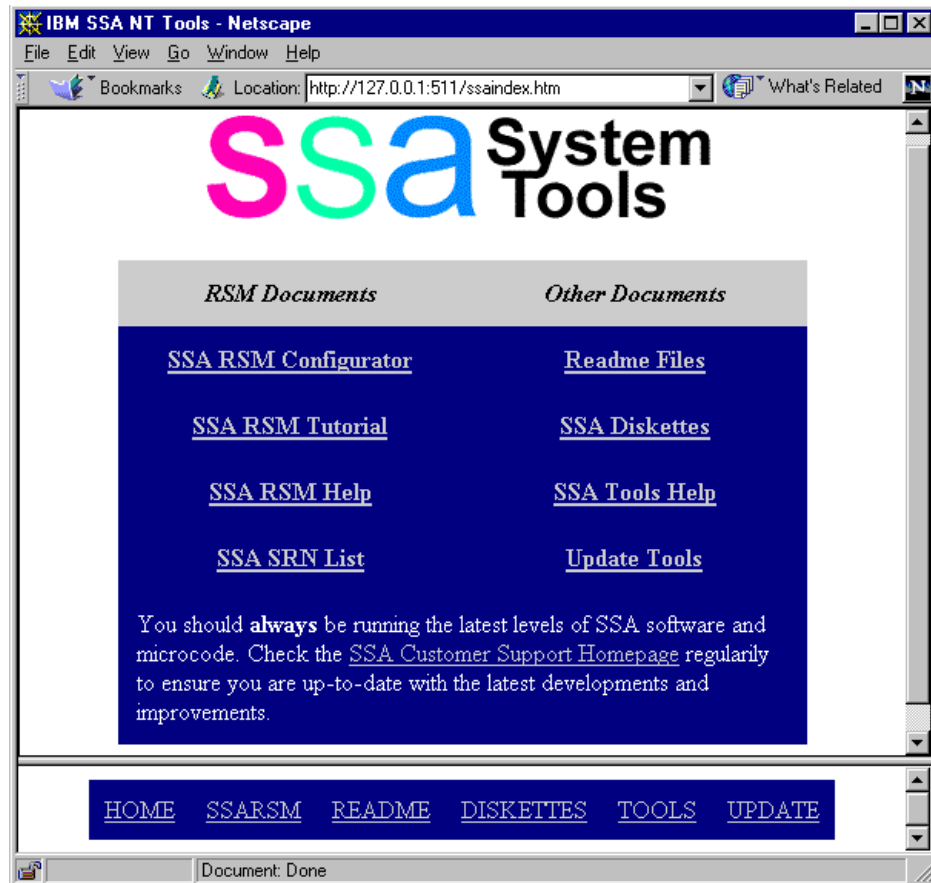 IBM SSA NT Tools - Netscape
File Edit View Go Window Help
Bookmarks Location: http://127.0.0.1:511/ssaindex.htm What's Related N
ssa System Tools
RSM Documents Other Documents
SSA RSM Configurator Readme Files
SSA RSM Tutorial SSA Diskettes
SSA RSM Help SSA Tools Help
SSA SRN List Update Tools
You should always be running the latest levels of SSA software and
microcode. Check the SSA Customer Support Homepage regularily
to ensure you are up-to-date with the latest developments and
improvements.
HOME SSARSM README DISKETTES TOOLS UPDATE
Document: Done